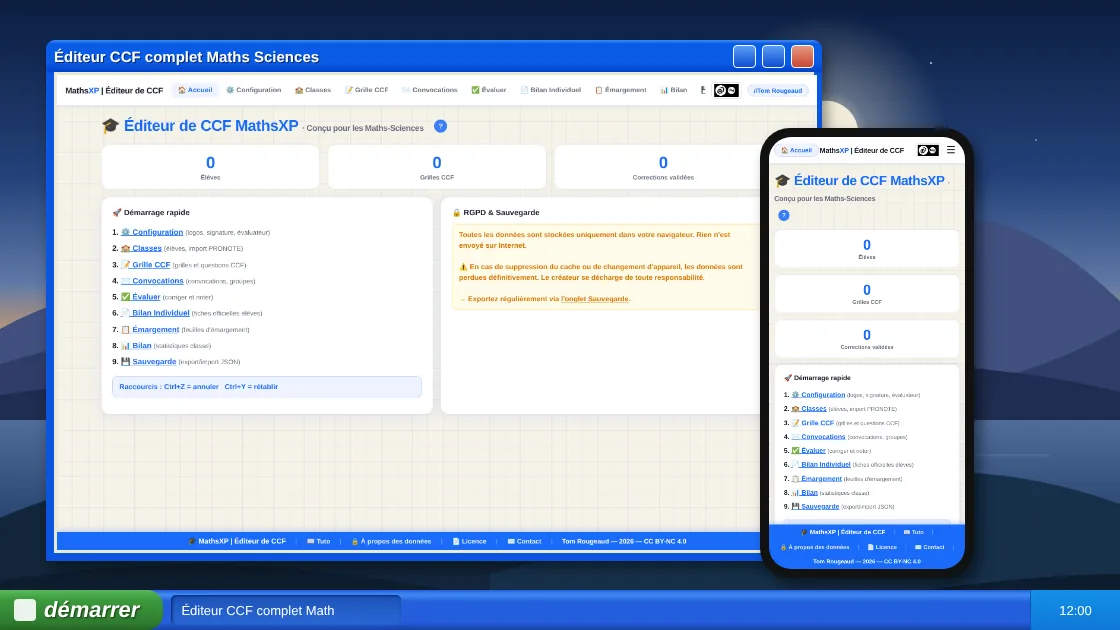 Éditeur CCF complet Maths Sciences
MathsXP | Éditeur de CCF
Accueil
Configuration
Classes
Grille CCF
Convocations
Évaluer
Bilan Individuel
Émargement
Bilan
//Tom Rougeaud
Éditeur de CCF MathsXP · Conçu pour les Maths-Sciences ?
0
Élèves
0
Grilles CCF
0
Corrections validées
Démarrage rapide
1. Configuration (logos, signature, évaluateur)
2. Classes (élèves, import PRONOTE)
3. Grille CCF (grilles et questions CCF)
4. Convocations (convocations, groupes)
5. Évaluer (corriger et noter)
6. Bilan Individuel (fiches officielles élèves)
7. Émargement (feuilles d'émargement)
8. Bilan (statistiques classe)
9. Sauvegarde (export/import JSON)
Raccourcis : Ctrl+Z = annuler Ctrl+Y = rétablir
RGPD & Sauvegarde
Toutes les données sont stockées uniquement dans votre navigateur. Rien n'est
envoyé sur Internet.
En cas de suppression du cache ou de changement d'appareil, les données sont
perdues définitivement. Le créateur se décharge de toute responsabilité.
→ Exportez régulièrement via l'onglet Sauvegarde.
MathsXP | Éditeur de CCF | Tuto | À propos des données | Licence | Contact | Tom Rougeaud — 2026 — CC BY-NC 4.0
Accueil MathsXP | Éditeur de CCF
Éditeur de CCF MathsXP ·
Conçu pour les Maths-Sciences
?
0
Élèves
0
Grilles CCF
0
Corrections validées
Démarrage rapide
1. Configuration (logos, signature, évaluateur)
2. Classes (élèves, import PRONOTE)
3. Grille CCF (grilles et questions CCF)
4. Convocations (convocations, groupes)
5. Évaluer (corriger et noter)
6. Bilan Individuel (fiches officielles élèves)
7. Émargement (feuilles d'émargement)
8. Bilan (statistiques classe)
9. Sauvegarde (export/import JSON)
MathsXP | Éditeur de CCF | Tuto |
À propos des données | Licence | Contact |
Tom Rougeaud — 2026 — CC BY-NC 4.0
démarrer
Éditeur CCF complet Math
12:00